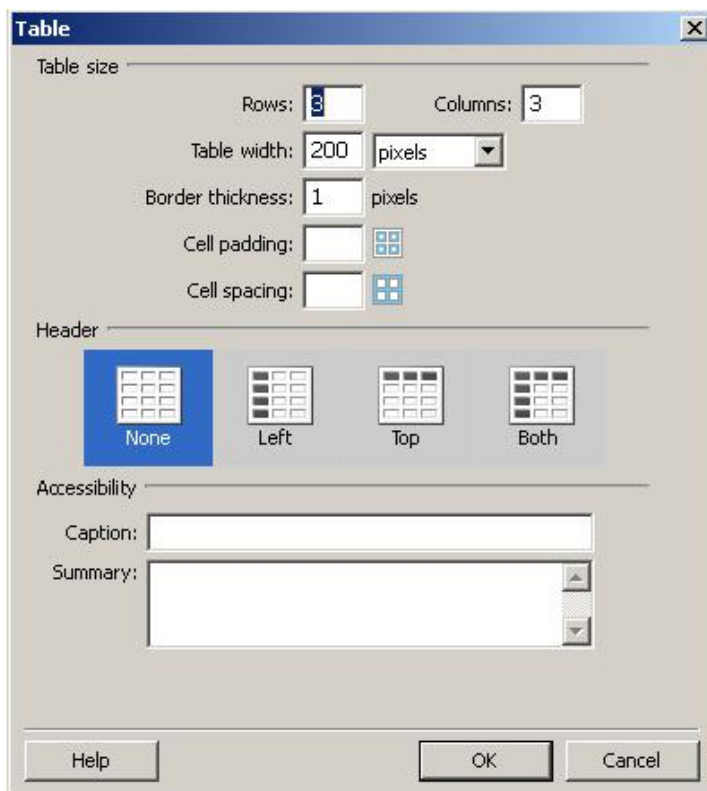 Table
Table size
Rows: 3 Columns: 3
Table width: 200 pixels
Border thickness: 1 pixels
Cell padding:
Cell spacing:
Header
None Left Top Both
Accessibility
Caption:
Summary:
Help OK Cancel